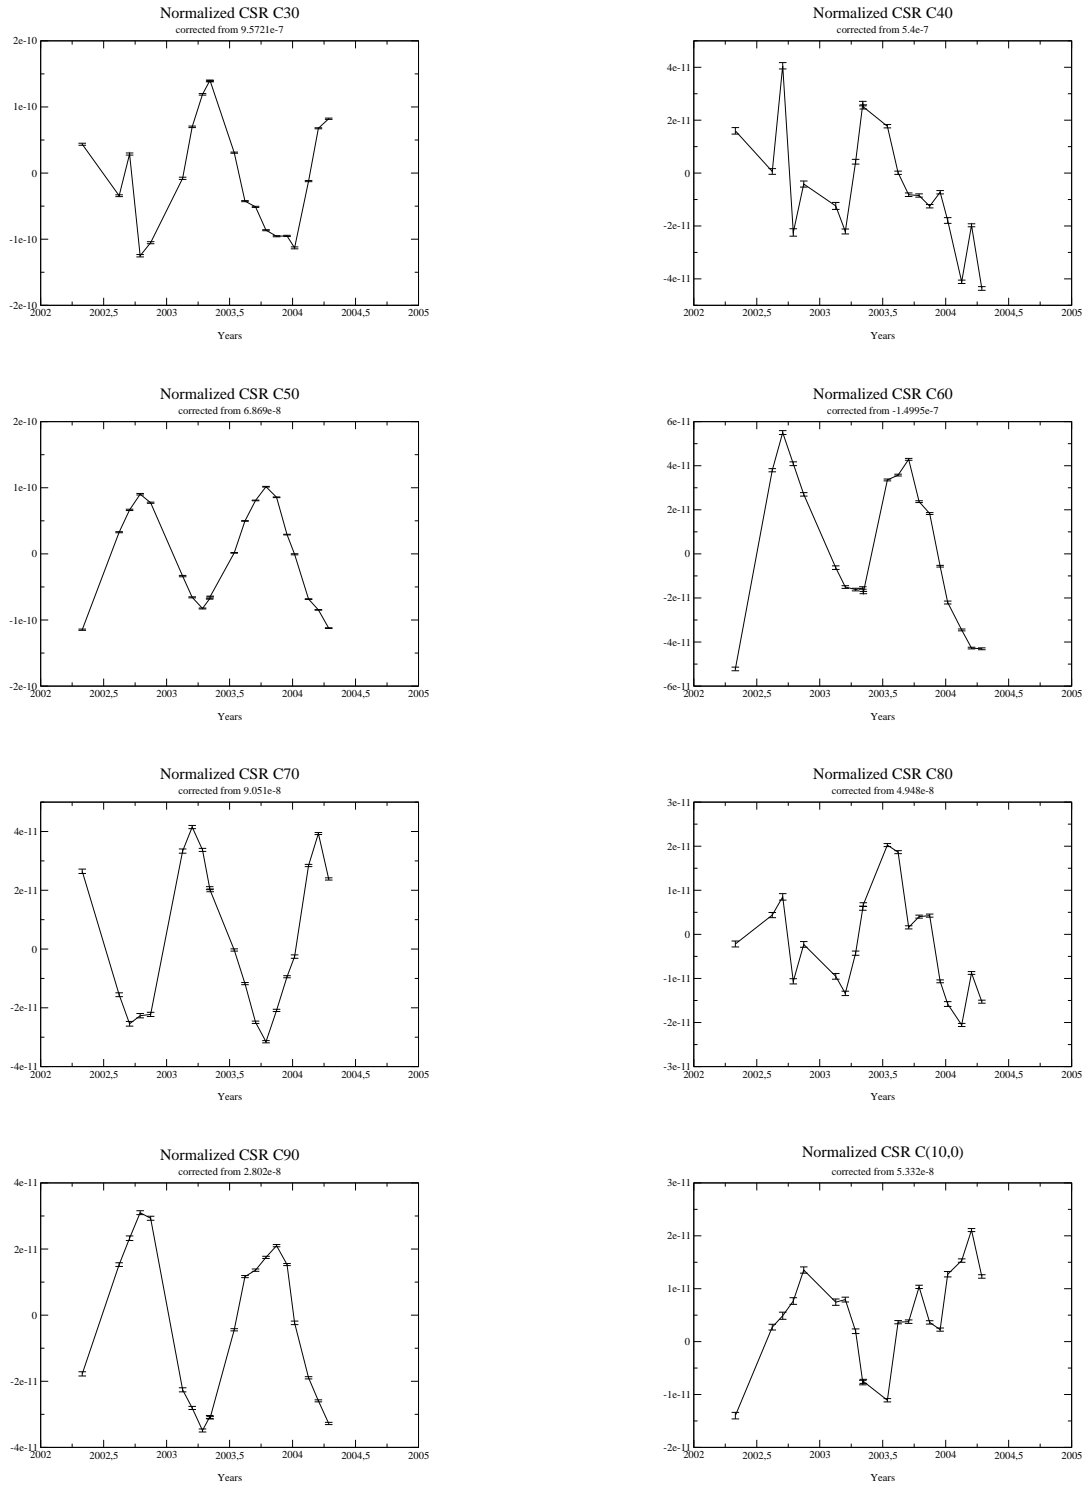 Normalized CSR C30
corrected from 9.5721e-7
2e-10
1e-10
0
-1e-10
-2e-10
2002 2002,5 2003 2003,5 2004 2004,5 2005
Years
Normalized CSR C40
corrected from 5.4e-7
4e-11
2e-11
0
-2e-11
-4e-11
2002 2002,5 2003 2003,5 2004 2004,5 2005
Years
Normalized CSR C50
corrected from 6.869e-8
2e-10
1e-10
0
-1e-10
-2e-10
2002 2002,5 2003 2003,5 2004 2004,5 2005
Years
Normalized CSR C60
corrected from -1.4995e-7
6e-11
4e-11
2e-11
0
-2e-11
-4e-11
-6e-11
2002 2002,5 2003 2003,5 2004 2004,5 2005
Years
Normalized CSR C70
corrected from 9.051e-8
4e-11
2e-11
0
-2e-11
-4e-11
2002 2002,5 2003 2003,5 2004 2004,5 2005
Years
Normalized CSR C80
corrected from 4.948e-8
3e-11
2e-11
1e-11
0
-1e-11
-2e-11
-3e-11
2002 2002,5 2003 2003,5 2004 2004,5 2005
Years
Normalized CSR C90
corrected from 2.802e-8
4e-11
2e-11
0
-2e-11
-4e-11
2002 2002,5 2003 2003,5 2004 2004,5 2005
Years
Normalized CSR C(10,0)
corrected from 5.332e-8
3e-11
2e-11
1e-11
0
-1e-11
-2e-11
2002 2002,5 2003 2003,5 2004 2004,5 2005
Years